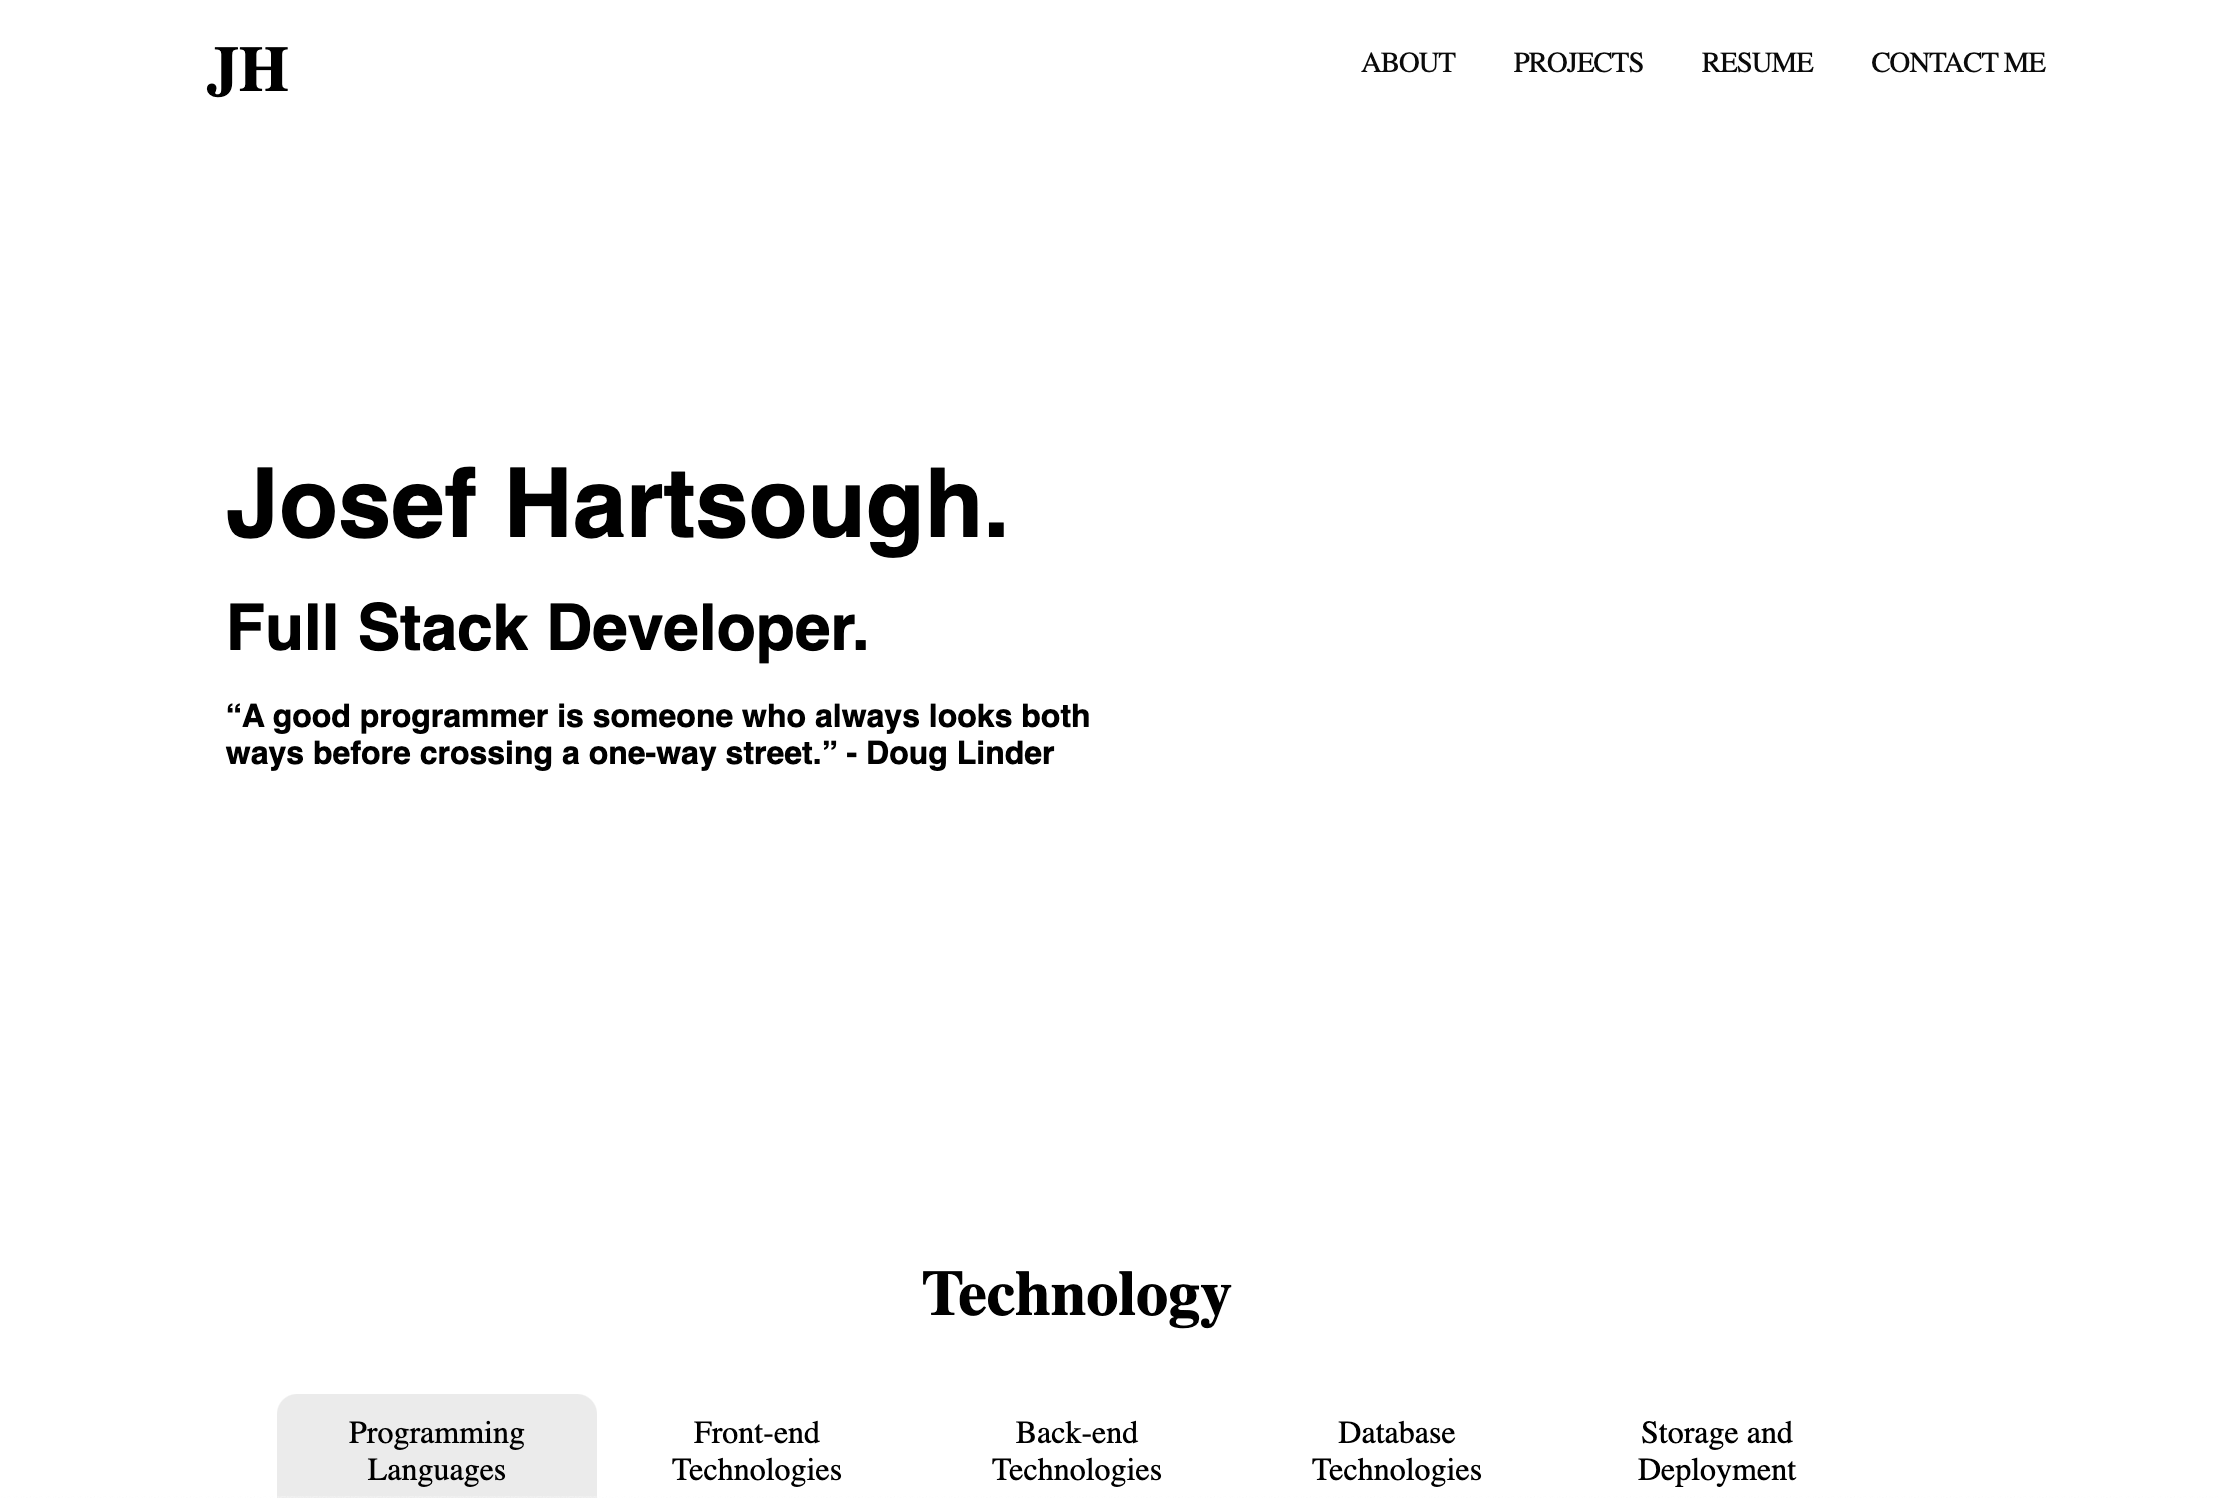 JH
ABOUT PROJECTS RESUME CONTACT ME
Josef Hartsough.
Full Stack Developer.
“A good programmer is someone who always looks both
ways before crossing a one-way street.” - Doug Linder
Technology
Programming
Languages
Front-end
Technologies
Back-end
Technologies
Database
Technologies
Storage and
Deployment